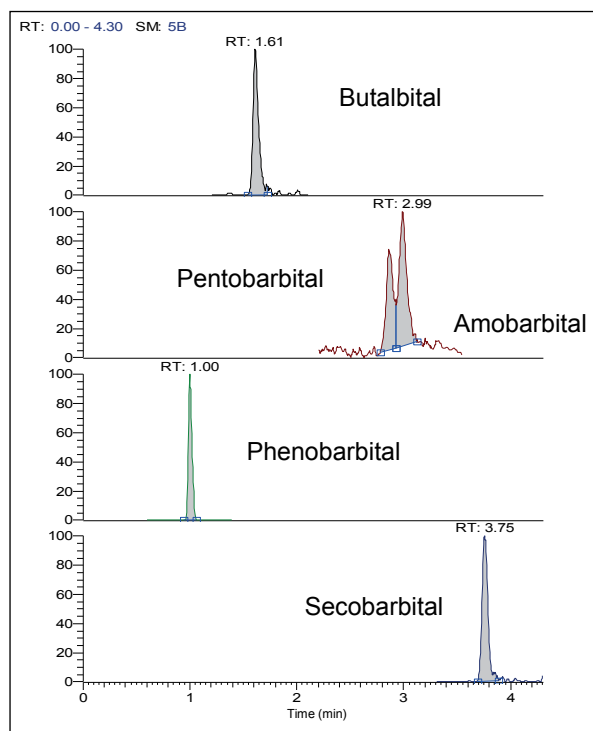 RT: 0.00 - 4.30 SM: 5B
RT: 1.61
100
80
60
40
20
0
Butalbital
RT: 2.99
100
80
60
40
20
0
Pentobarbital
Amobarbital
RT: 1.00
100
80
60
40
20
0
Phenobarbital
RT: 3.75
100
80
60
40
20
0
Secobarbital
0 1 2 3 4
Time (min)